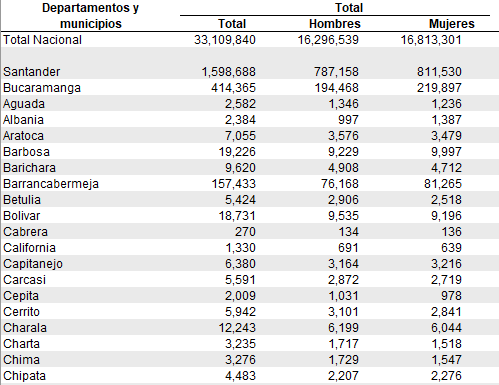 Departamentos y municipios Total
Total Hombres Mujeres
Total Nacional 33,109,840 16,296,539 16,813,301
Santander 1,598,688 787,158 811,530
Bucaramanga 414,365 194,468 219,897
Aguada 2,582 1,346 1,236
Albania 2,384 997 1,387
Aratoca 7,055 3,576 3,479
Barbosa 19,226 9,229 9,997
Barichara 9,620 4,908 4,712
Barrancabermeja 157,433 76,168 81,265
Betulia 5,424 2,906 2,518
Bolivar 18,731 9,535 9,196
Cabrera 270 134 136
California 1,330 691 639
Capitanejo 6,380 3,164 3,216
Carcasi 5,591 2,872 2,719
Cepita 2,009 1,031 978
Cerrito 5,942 3,101 2,841
Charala 12,243 6,199 6,044
Charta 3,235 1,717 1,518
Chima 3,276 1,729 1,547
Chipata 4,483 2,207 2,276